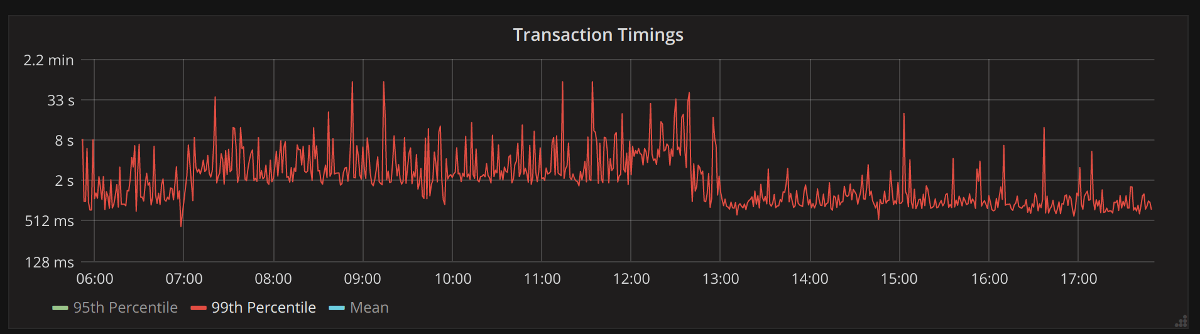 Transaction Timings
2.2 min
33 s
8 s
2 s
512 ms
128 ms
06:00 07:00 08:00 09:00 10:00 11:00 12:00 13:00 14:00 15:00 16:00 17:00
95th Percentile 99th Percentile Mean